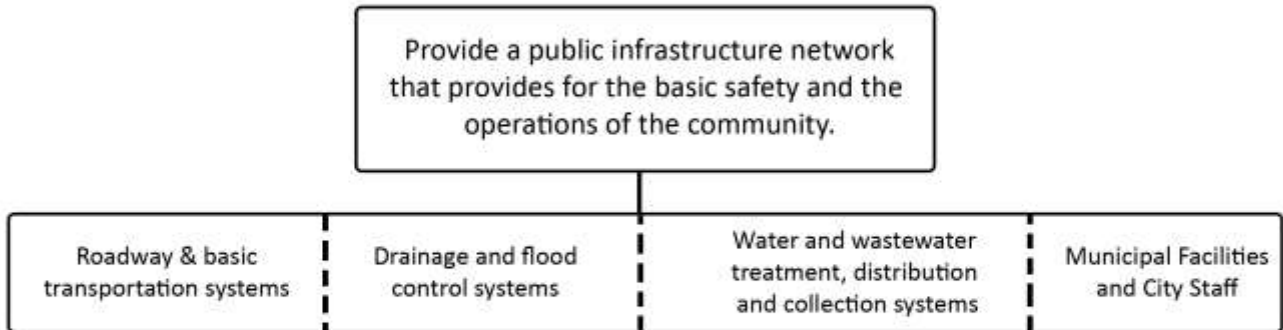 Provide a public infrastructure network
that provides for the basic safety and the
operations of the community.
Roadway & basic
transportation systems
Drainage and flood
control systems
Water and wastewater
treatment, distribution
and collection systems
Municipal Facilities
and City Staff